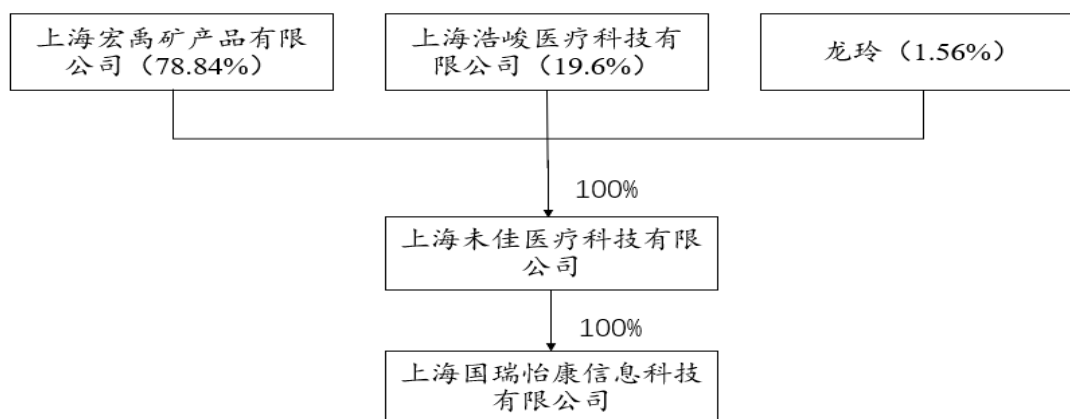 上海宏禹矿产品有限
公司（78.84%）
上海浩峻医疗科技有
限公司（19.6%）
龙玲（1.56%）
100%
上海未佳医疗科技有限
公司
100%
上海国瑞怡康信息科技
有限公司